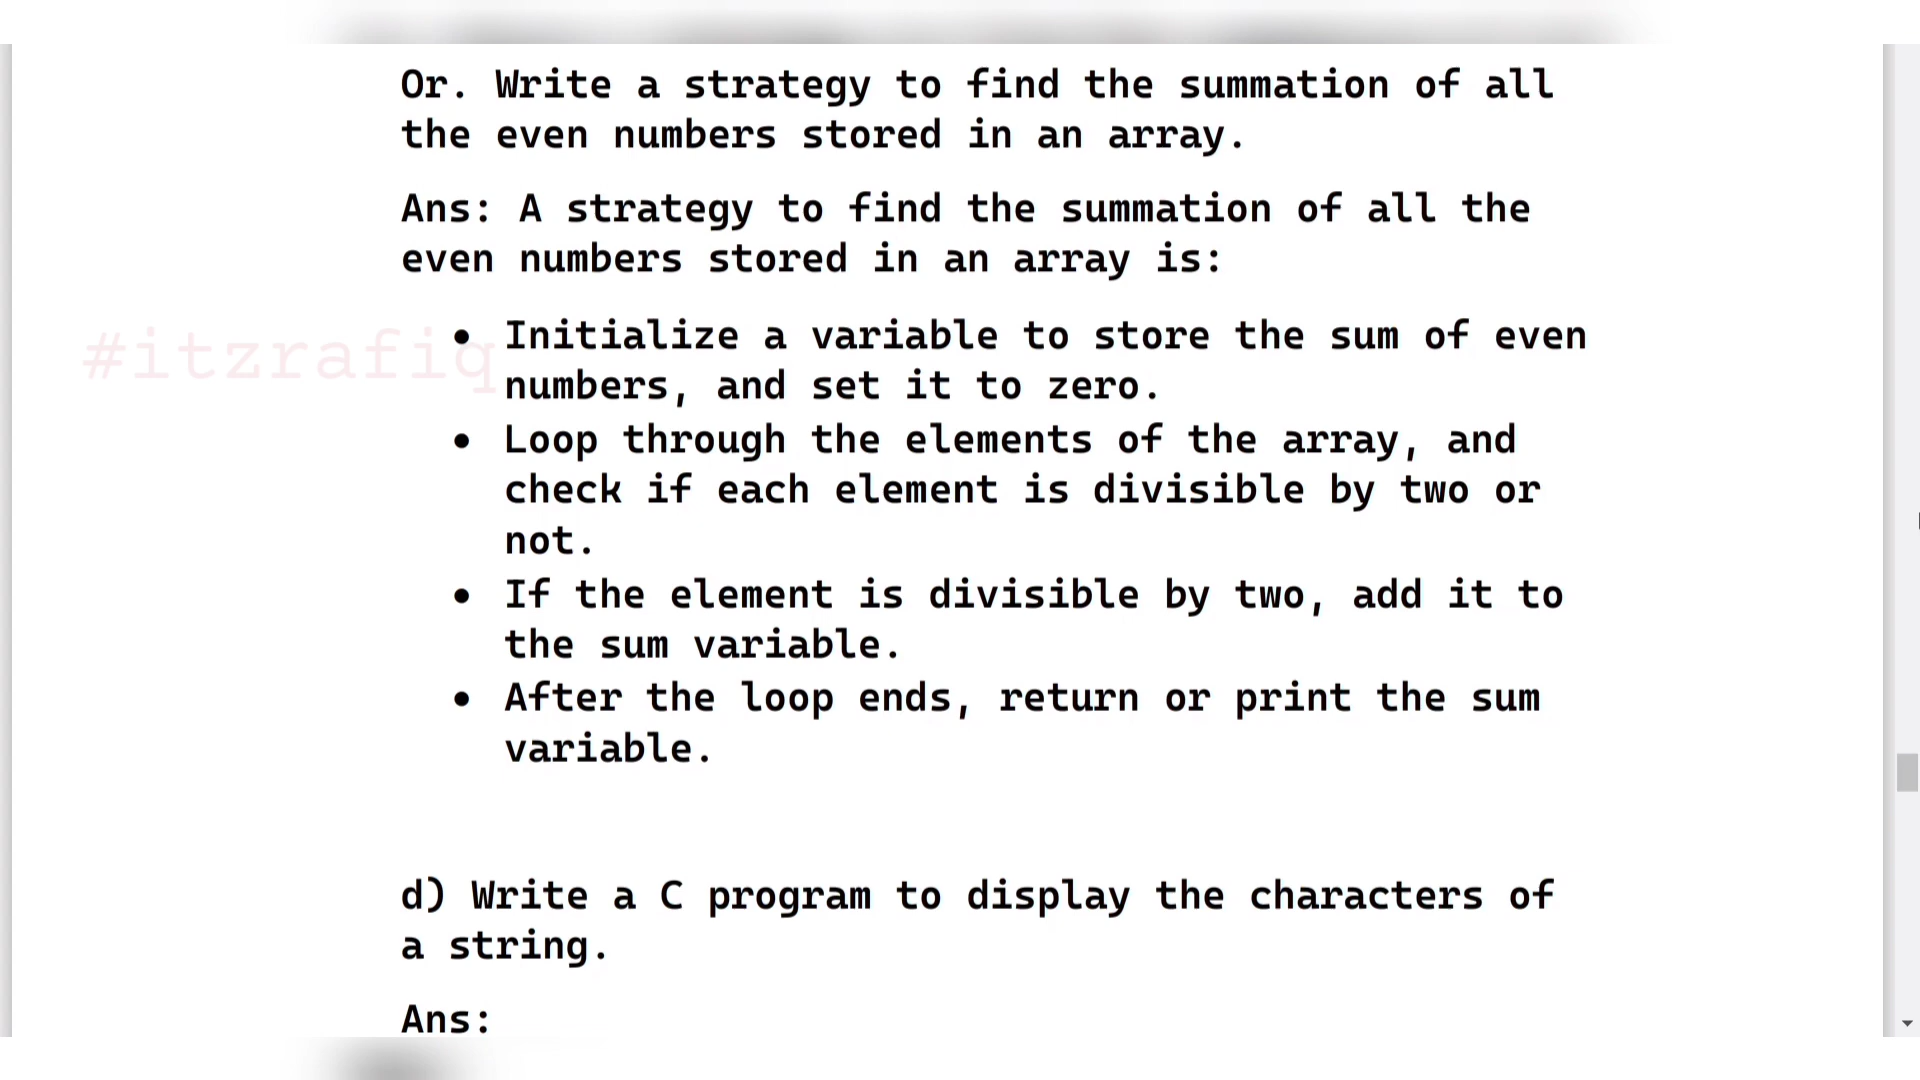 Or. Write a strategy to find the summation of all
the even numbers stored in an array.
Ans: A strategy to find the summation of all the
even numbers stored in an array is:
#itzrafiq
• Initialize a variable to store the sum of even
numbers, and set it to zero.
• Loop through the elements of the array, and
check if each element is divisible by two or
not.
• If the element is divisible by two, add it to
the sum variable.
• After the loop ends, return or print the sum
variable.
d) Write a C program to display the characters of
a string.
Ans: